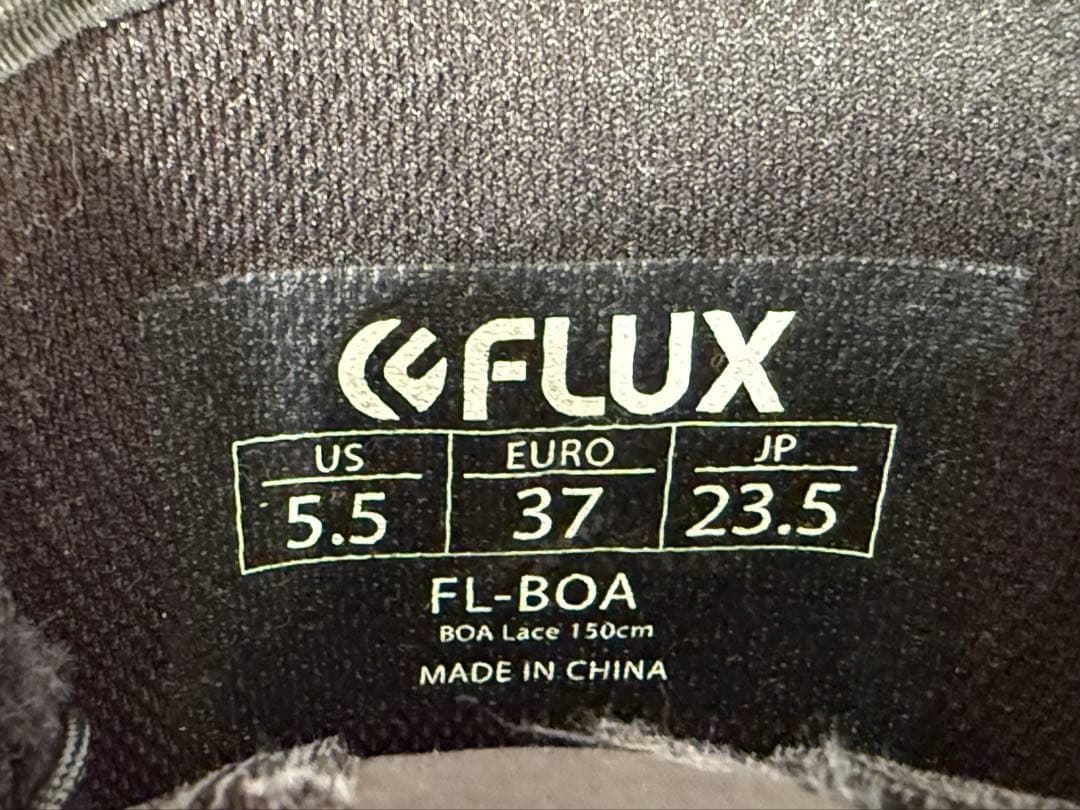 FLUX
US EURO JP
5.5 37 23.5
FL-BOA
BOA Lace 150cm
MADE IN CHINA